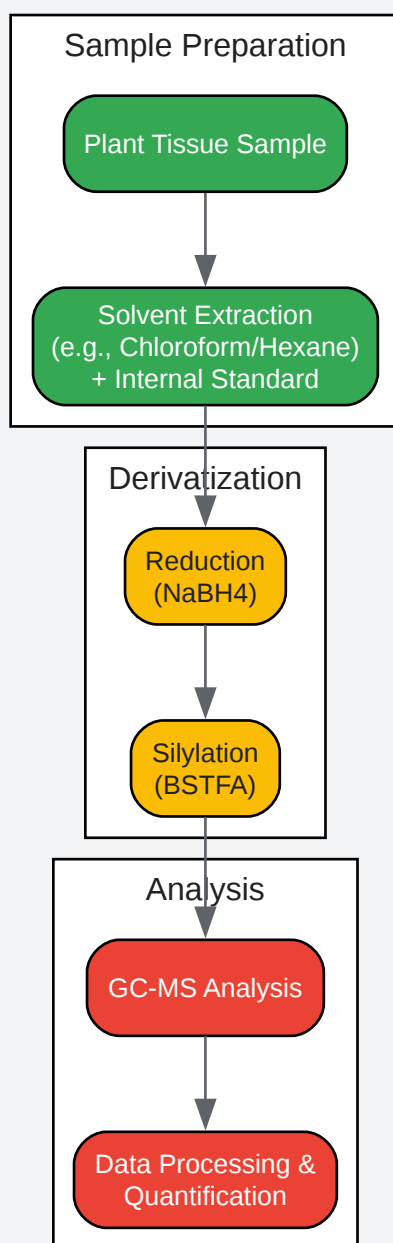 Sample Preparation
Plant Tissue Sample
Solvent Extraction
(e.g., Chloroform/Hexane)
+ Internal Standard
Derivatization
Reduction
(NaBH4)
Silylation
(BSTFA)
Analysis
GC-MS Analysis
Data Processing &
Quantification